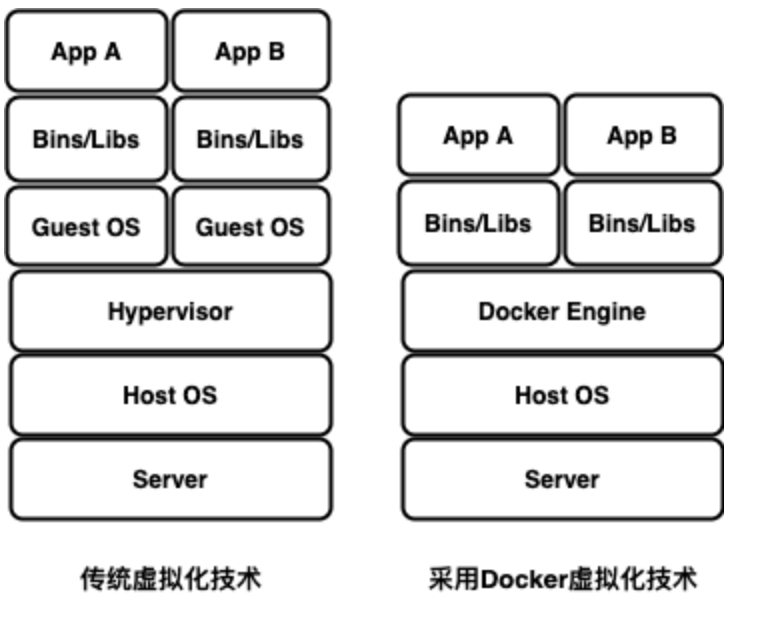 App A
App B
Bins/Libs
Bins/Libs
Guest OS
Guest OS
Hypervisor
Host OS
Server
传统虚拟化技术
App A
App B
Bins/Libs
Bins/Libs
Docker Engine
Host OS
Server
采用Docker虚拟化技术